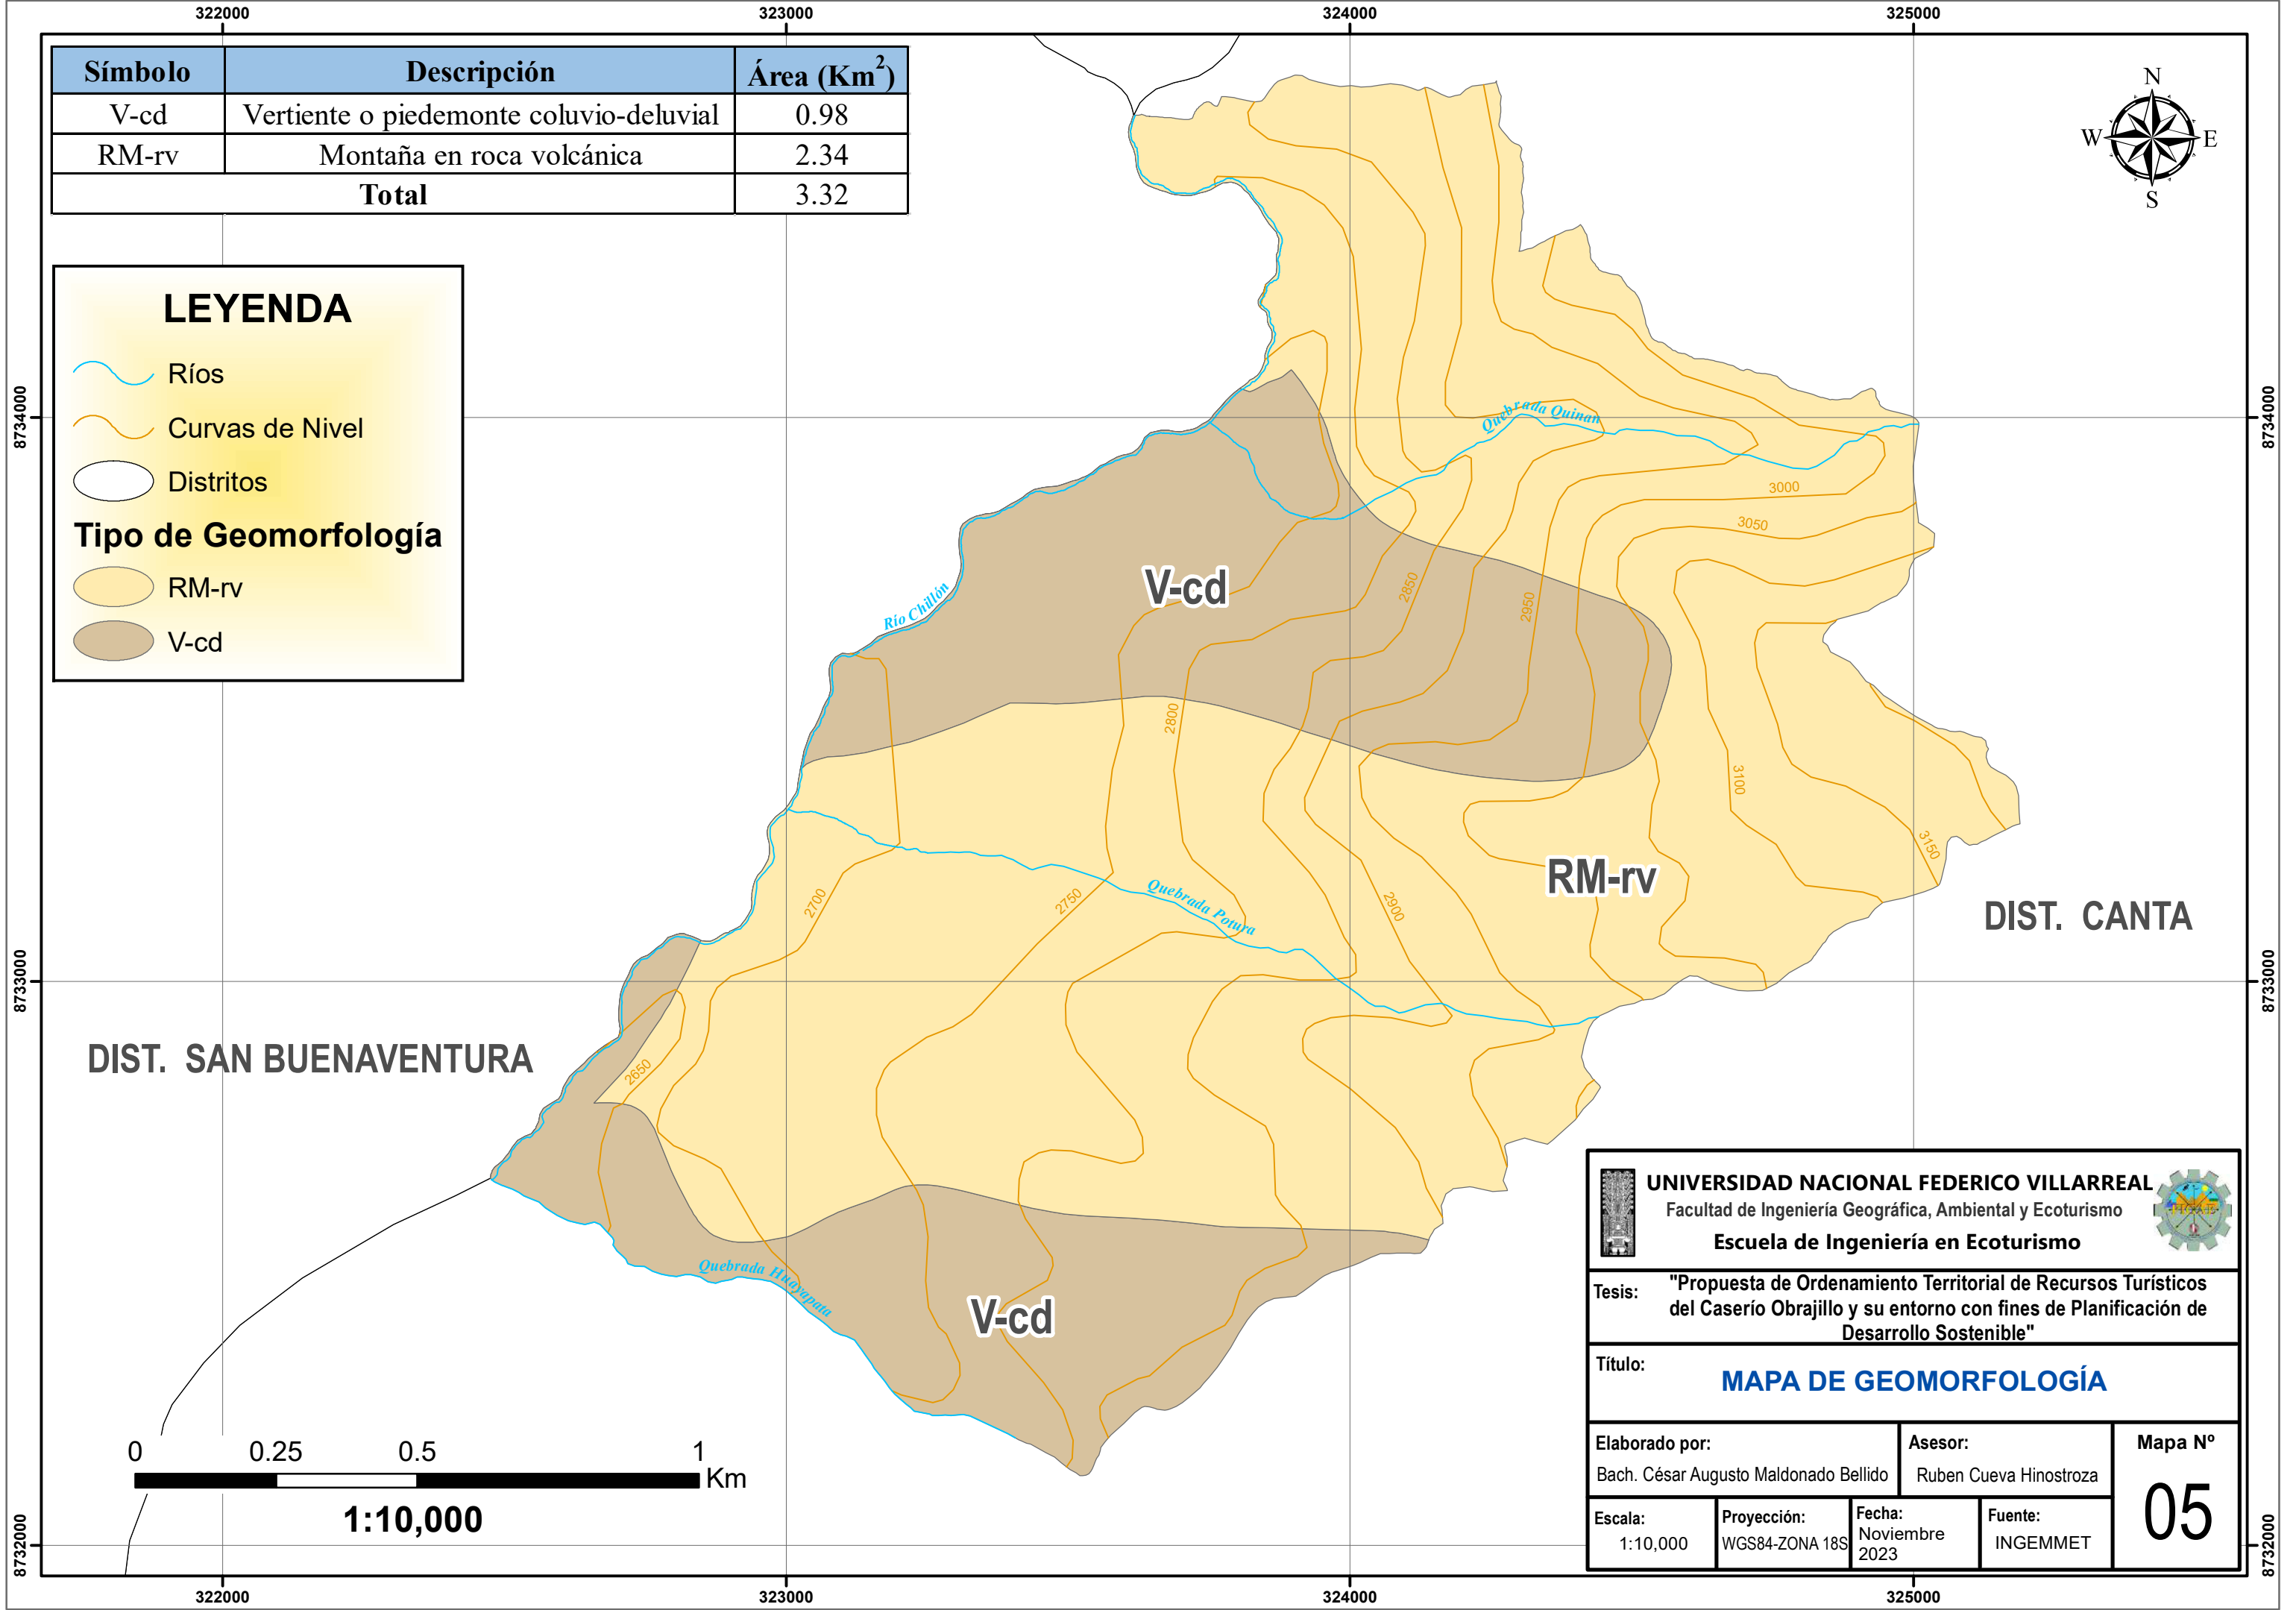 322000 323000 324000 325000
Símbolo Descripción Área (Km²)
V-cd Vertiente o piedemonte coluvio-deluvial 0.98
RM-rv Montaña en roca volcánica 2.34
Total 3.32
N
W E
S
LEYENDA
Ríos
Curvas de Nivel
Distritos
Tipo de Geomorfología
RM-rv
V-cd
8734000 8734000
Quebrada Quinan
3000
3050
V-cd
2850
2950
Río Chillón
2800
3100
3150
RM-rv
Quebrada Potura
2700
2750
2900
DIST. CANTA
8733000 8733000
DIST. SAN BUENAVENTURA
2650
Quebrada Huayapata
V-cd
0 0.25 0.5 1
Km
1:10,000
UNIVERSIDAD NACIONAL FEDERICO VILLARREAL
Facultad de Ingeniería Geográfica, Ambiental y Ecoturismo
Escuela de Ingeniería en Ecoturismo
Tesis: "Propuesta de Ordenamiento Territorial de Recursos Turísticos
del Caserío Obrajillo y su entorno con fines de Planificación de
Desarrollo Sostenible"
Título:
MAPA DE GEOMORFOLOGÍA
Elaborado por:
Bach. César Augusto Maldonado Bellido
Asesor:
Ruben Cueva Hinostroza
Mapa Nº
05
Escala:
1:10,000
Proyección:
WGS84-ZONA 18S
Fecha:
Noviembre
2023
Fuente:
INGEMMET
8732000 8732000
322000 323000 324000 325000